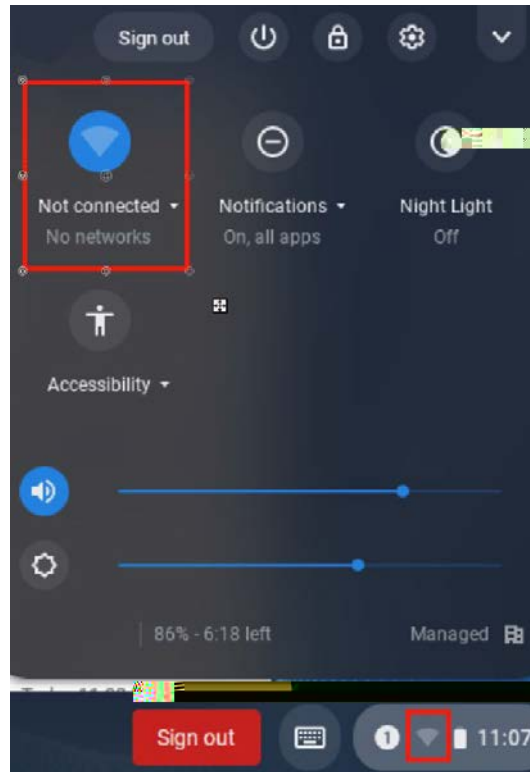 Sign out
Not connected Notifications Night Light
No networks On, all apps Off
Accessibility
86% - 6:18 left Managed
Sign out 1 11:07